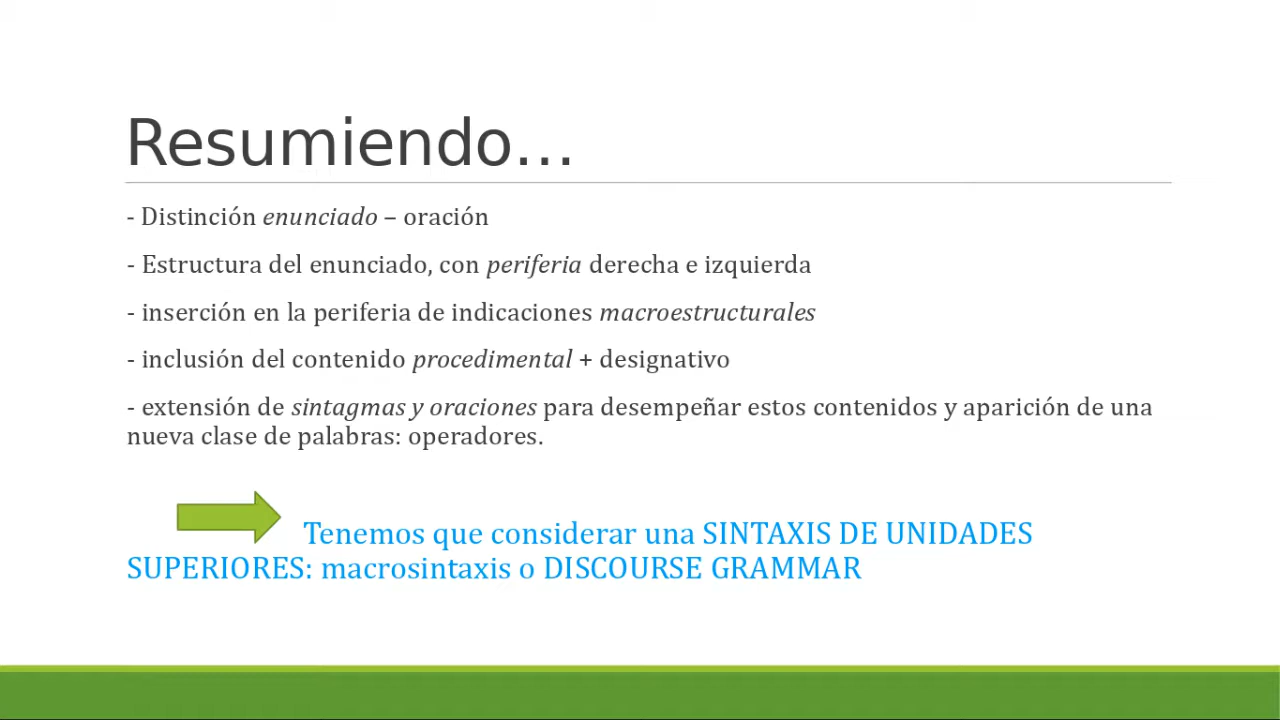 Resumiendo…
- Distinción enunciado – oración
- Estructura del enunciado, con periferia derecha e izquierda
- inserción en la periferia de indicaciones macroestructurales
- inclusión del contenido procedimental + designativo
- extensión de sintagmas y oraciones para desempeñar estos contenidos y aparición de una
nueva clase de palabras: operadores.
Tenemos que considerar una SINTAXIS DE UNIDADES
SUPERIORES: macrosintaxis o DISCOURSE GRAMMAR